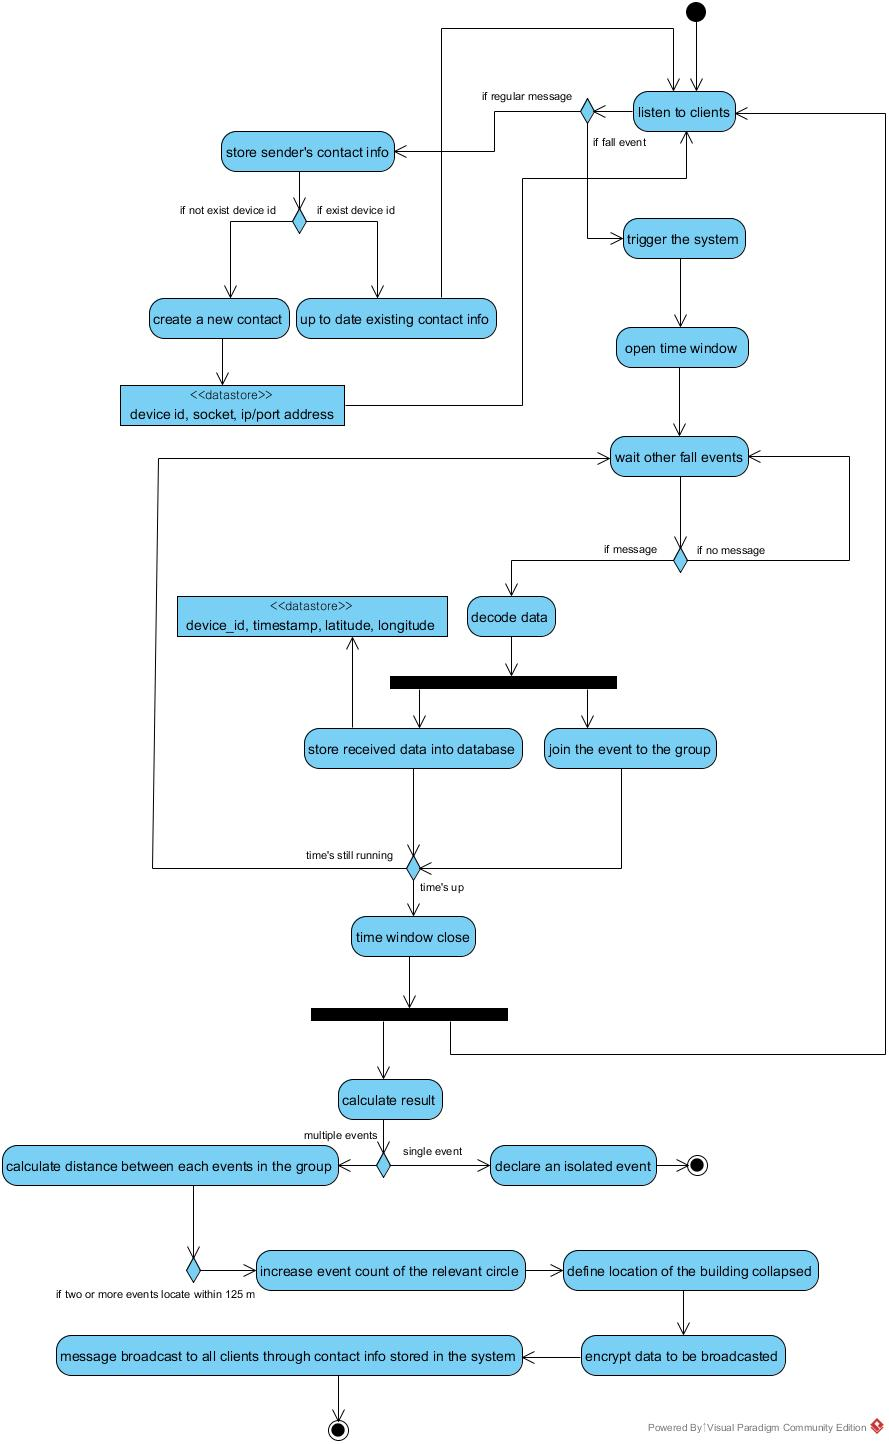 if regular message
listen to clients
if fall event
store sender's contact info
if not exist device id
if exist device id
trigger the system
create a new contact
up to date existing contact info
open time window
<<datastore>>
device id, socket, ip/port address
wait other fall events
if message
if no message
<<datastore>>
device_id, timestamp, latitude, longitude
decode data
store received data into database
join the event to the group
time's still running
time's up
time window close
calculate result
multiple events
single event
calculate distance between each events in the group
declare an isolated event
increase event count of the relevant circle
define location of the building collapsed
if two or more events locate within 125 m
message broadcast to all clients through contact info stored in the system
encrypt data to be broadcasted
Powered By Visual Paradigm Community Edition